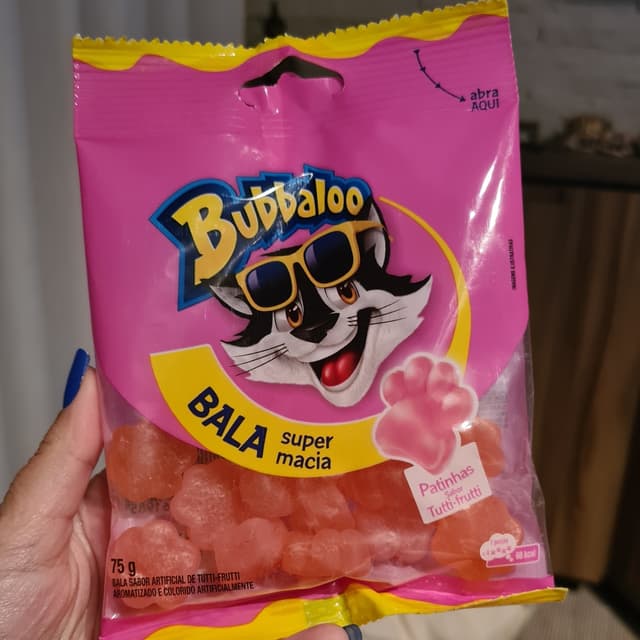 abra
AQUI
Bubbaloo
BALA super
macia
Patinhas
Sabor
Tutti-frutti
75 g
BALA SABOR ARTIFICIAL DE TUTTI-FRUTTI
AROMATIZADO E COLORIDO ARTIFICIALMENTE